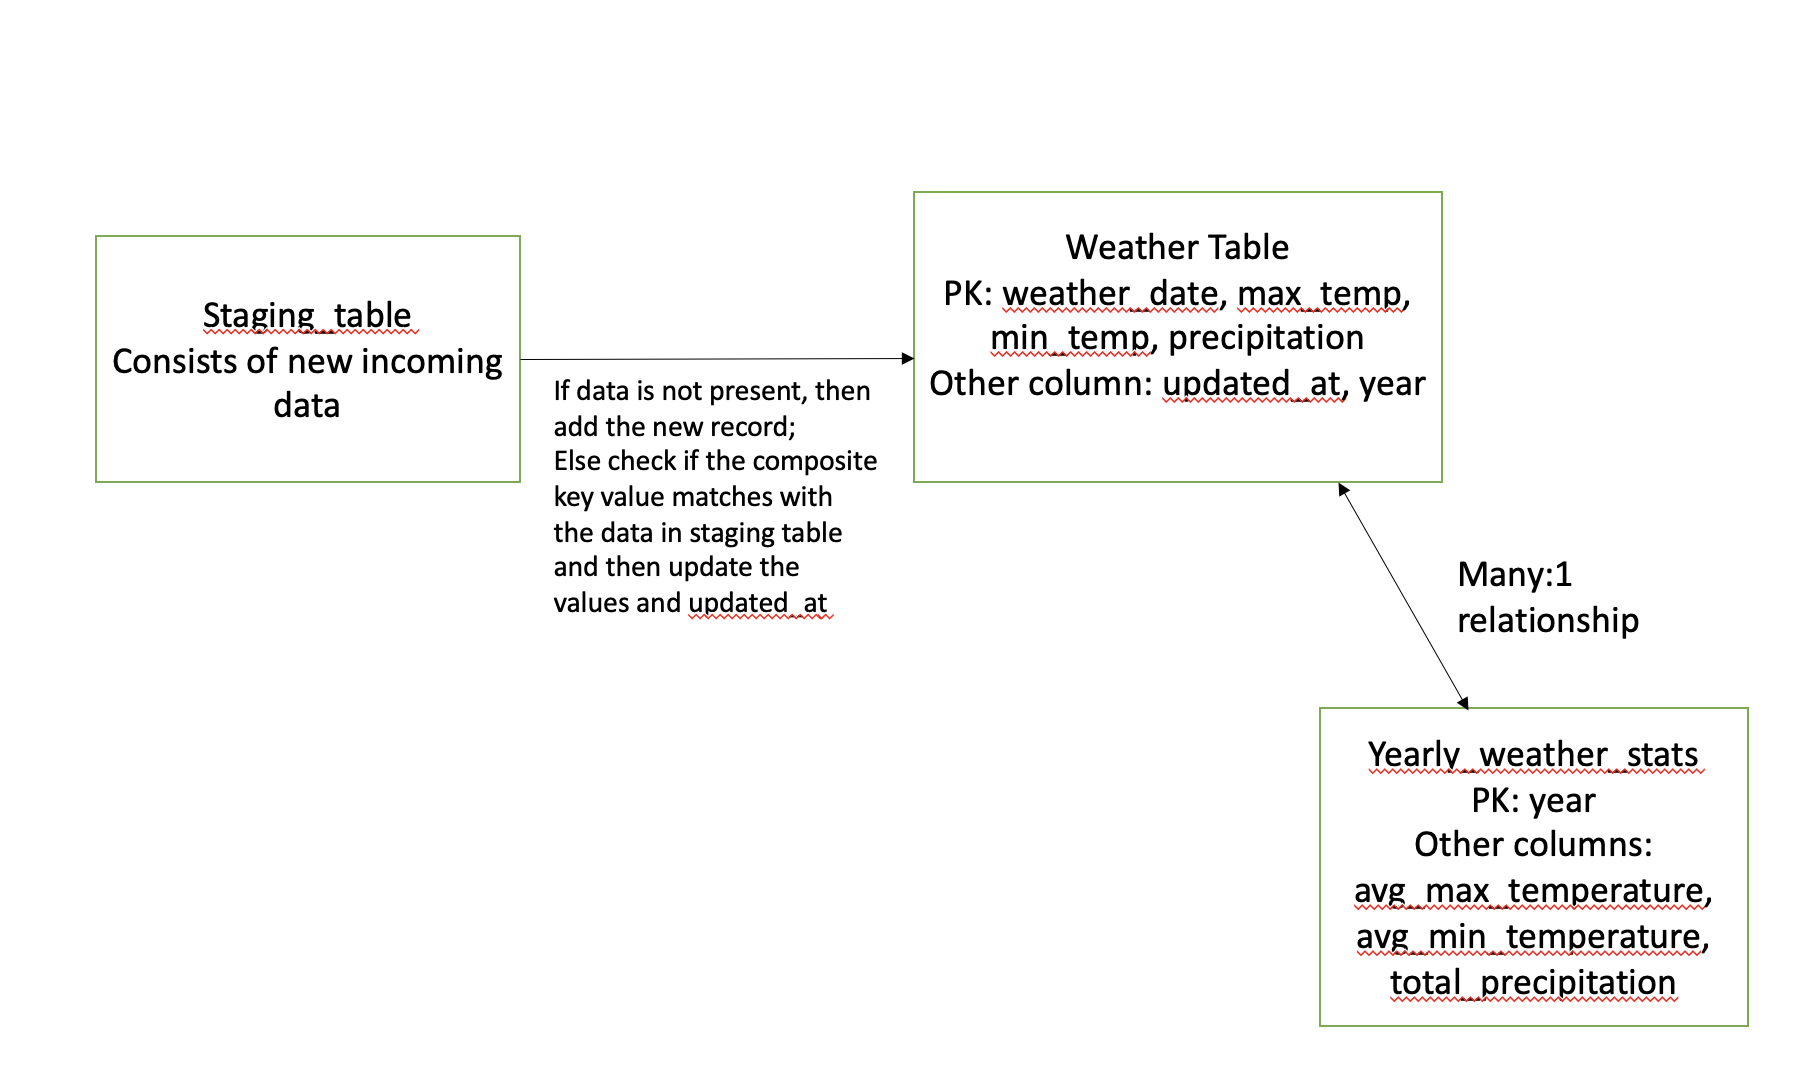 Staging_table
Consists of new incoming
data
If data is not present, then
add the new record;
Else check if the composite
key value matches with
the data in staging table
and then update the
values and updated_at
Weather Table
PK: weather_date, max_temp,
min_temp, precipitation
Other column: updated_at, year
Many:1
relationship
Yearly_weather_stats
PK: year
Other columns:
avg_max_temperature,
avg_min_temperature,
total_precipitation